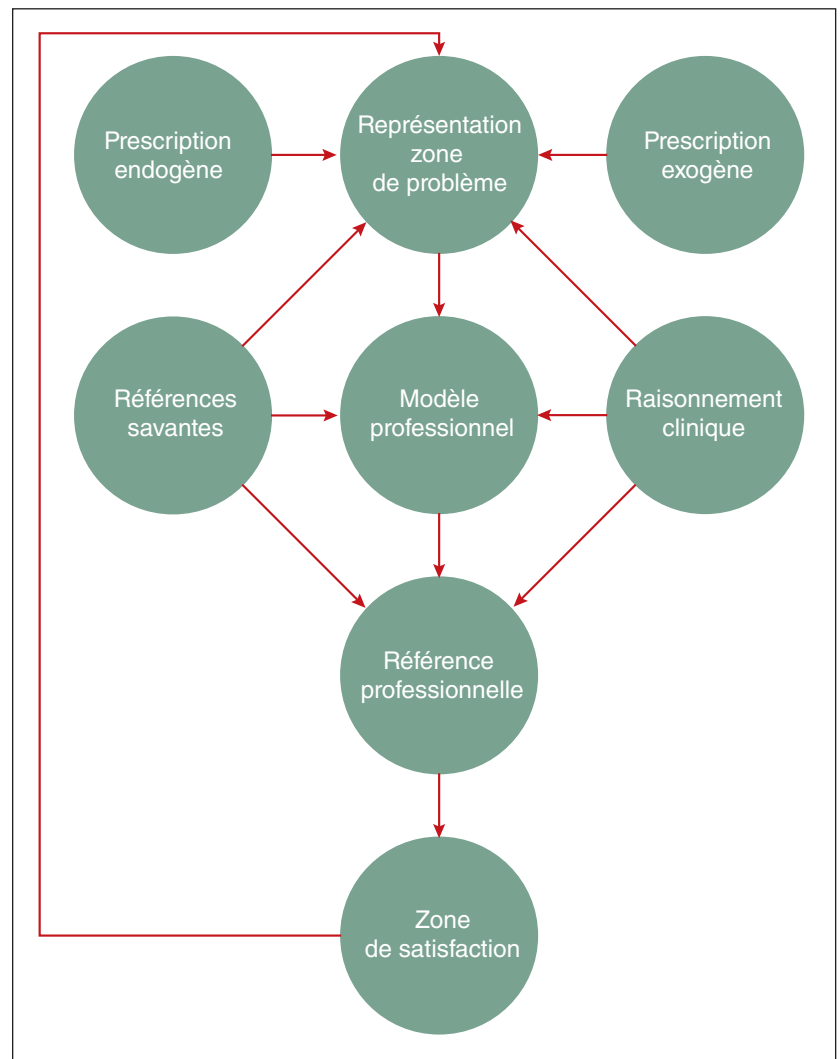 Prescription
endogène
Représentation
zone
de problème
Prescription
exogène
Références
savantes
Modèle
professionnel
Raisonnement
clinique
Référence
professionnelle
Zone
de satisfaction